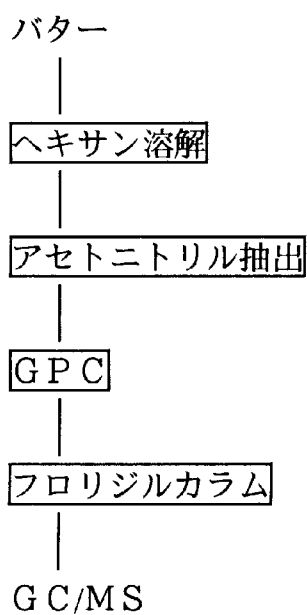 バター
ヘキサン溶解
アセトニトリル抽出
ＧＰＣ
フロリジルカラム
ＧＣ/ＭＳ